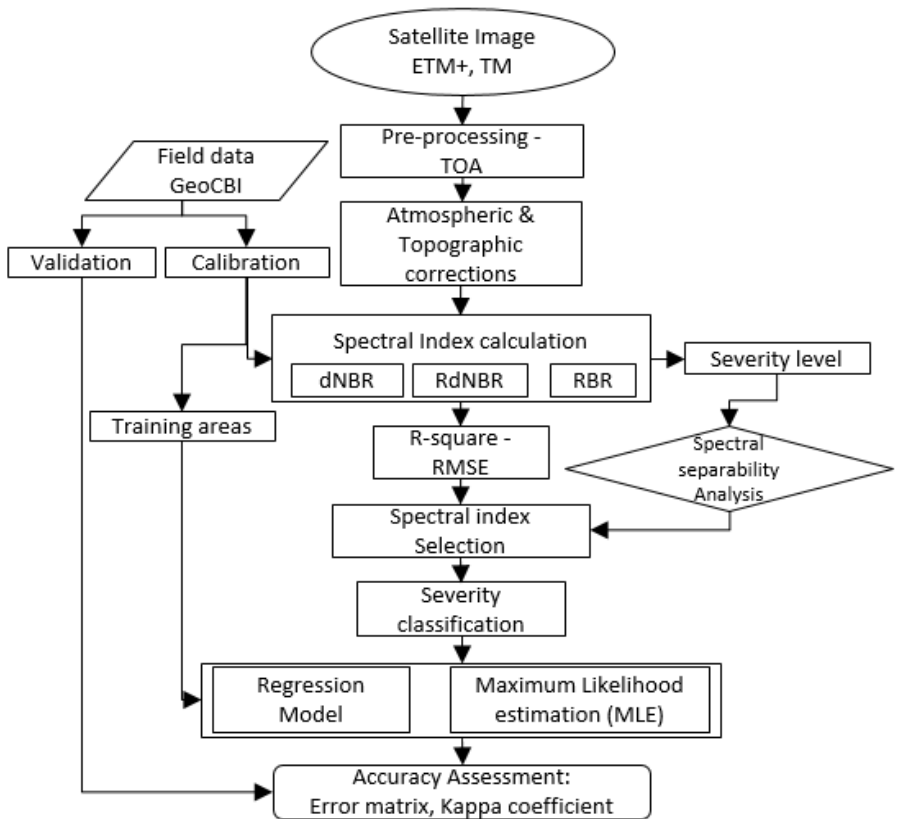 Satellite Image
ETM+, TM
Pre-processing -
TOA
Field data
GeoCBI
Atmospheric &
Topographic
corrections
Validation
Calibration
Spectral Index calculation
dNBR
RdNBR
RBR
Severity level
Training areas
R-square -
RMSE
Spectral
separability
Analysis
Spectral index
Selection
Severity
classification
Regression
Model
Maximum Likelihood
estimation (MLE)
Accuracy Assessment:
Error matrix, Kappa coefficient